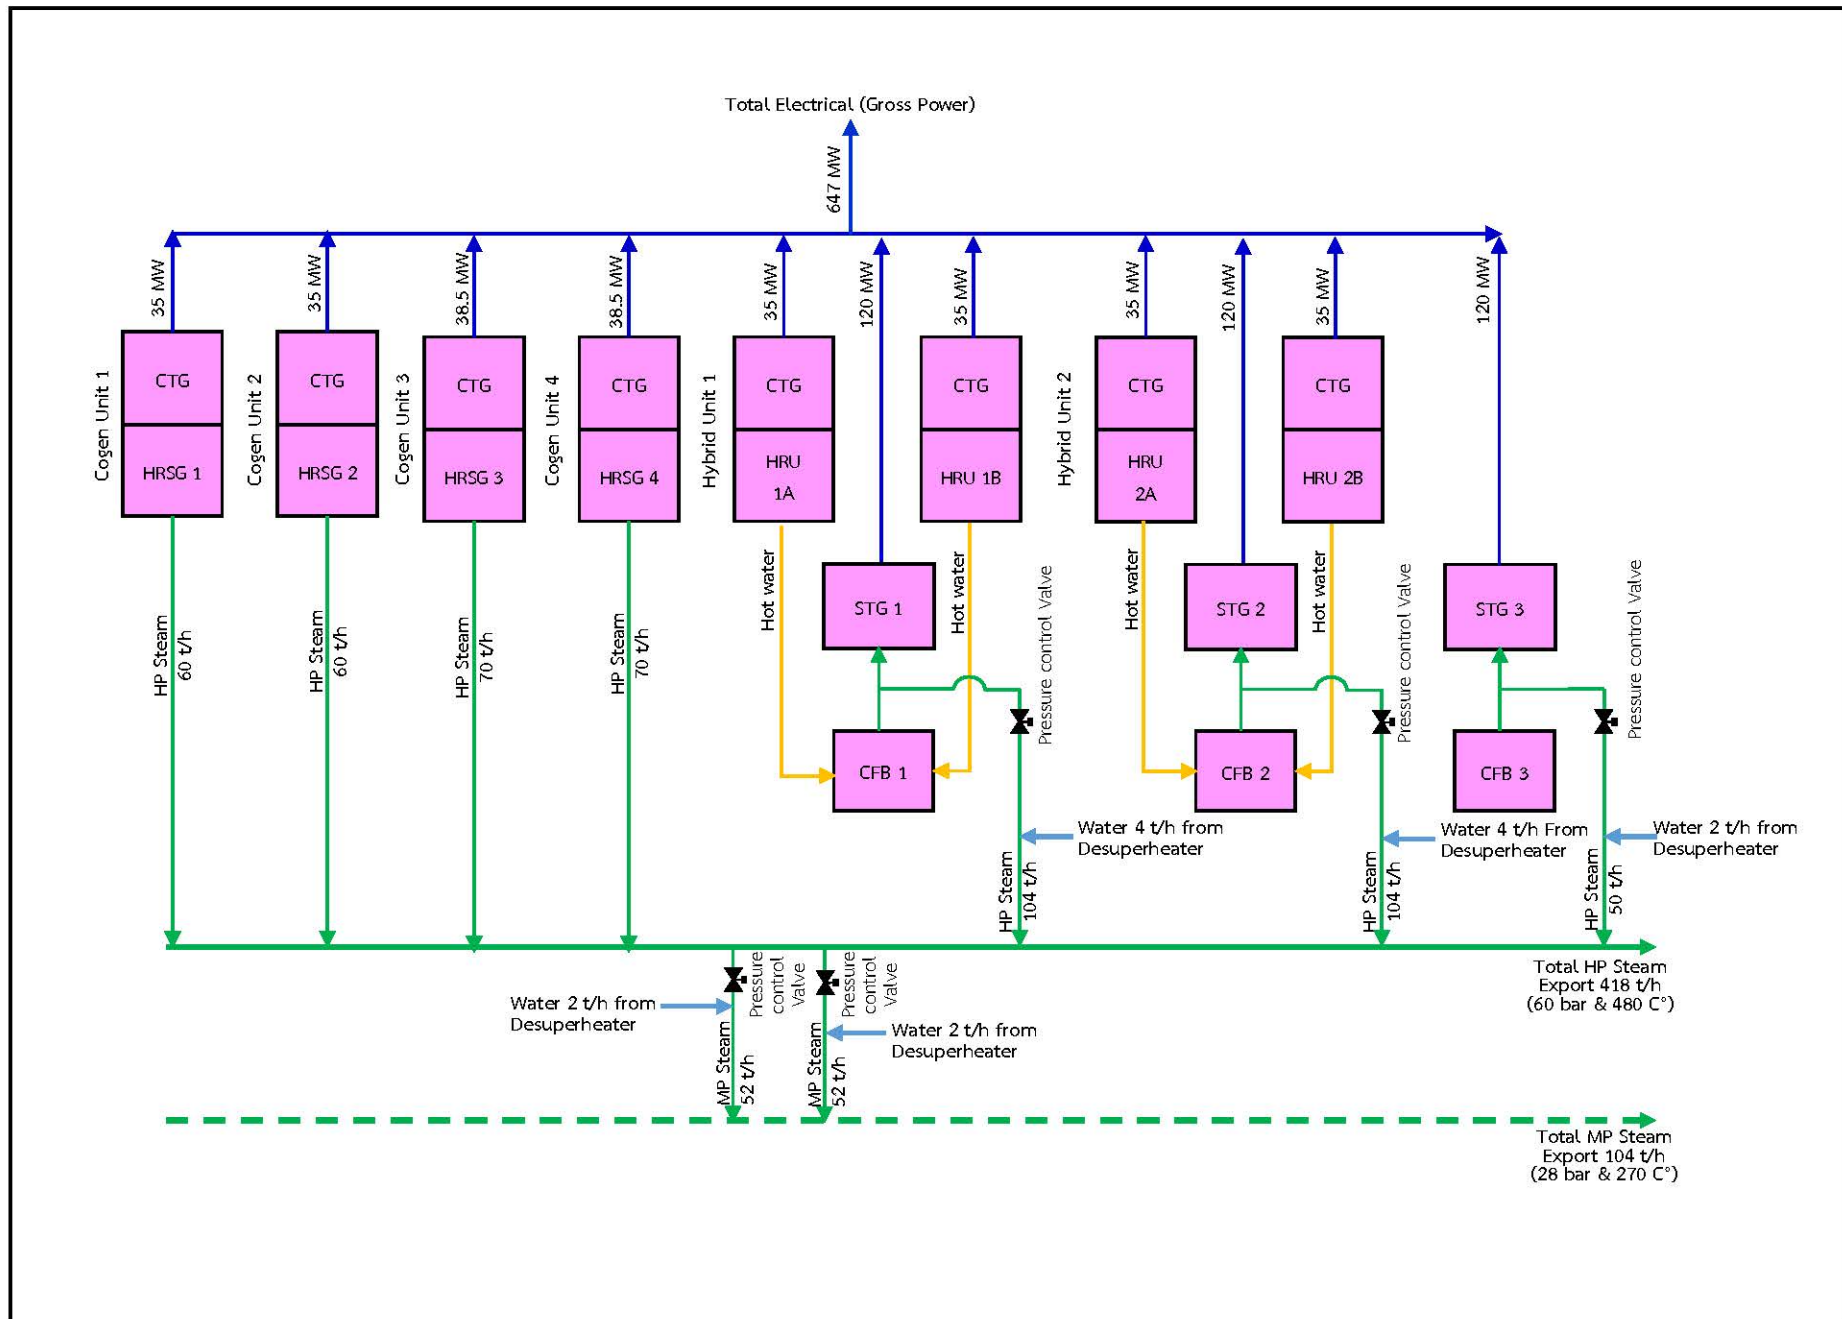 Total Electrical (Gross Power)
647 MW
35 MW
35 MW
38.5 MW
38.5 MW
35 MW
120 MW
35 MW
35 MW
120 MW
35 MW
120 MW
Cogen Unit 1
CTG
HRSG 1
Cogen Unit 2
CTG
HRSG 2
Cogen Unit 3
CTG
HRSG 3
Cogen Unit 4
CTG
HRSG 4
Hybrid Unit 1
CTG
HRU
1A
CTG
HRU 1B
Hybrid Unit 2
CTG
HRU
2A
CTG
HRU 2B
Hot water
STG 1
Hot water
Pressure control Valve
Hot water
STG 2
Hot water
Pressure control Valve
STG 3
Pressure control Valve
HP Steam
60 t/h
HP Steam
60 t/h
HP Steam
70 t/h
HP Steam
70 t/h
CFB 1
CFB 2
CFB 3
Water 4 t/h from
Desuperheater
Water 4 t/h From
Desuperheater
Water 2 t/h from
Desuperheater
HP Steam
104 t/h
HP Steam
104 t/h
HP Steam
50 t/h
Total HP Steam
Export 418 t/h
(60 bar & 480 C°)
Pressure
control
Valve
Pressure
control
Valve
Water 2 t/h from
Desuperheater
Water 2 t/h from
Desuperheater
MP Steam
52 t/h
MP Steam
52 t/h
Total MP Steam
Export 104 t/h
(28 bar & 270 C°)